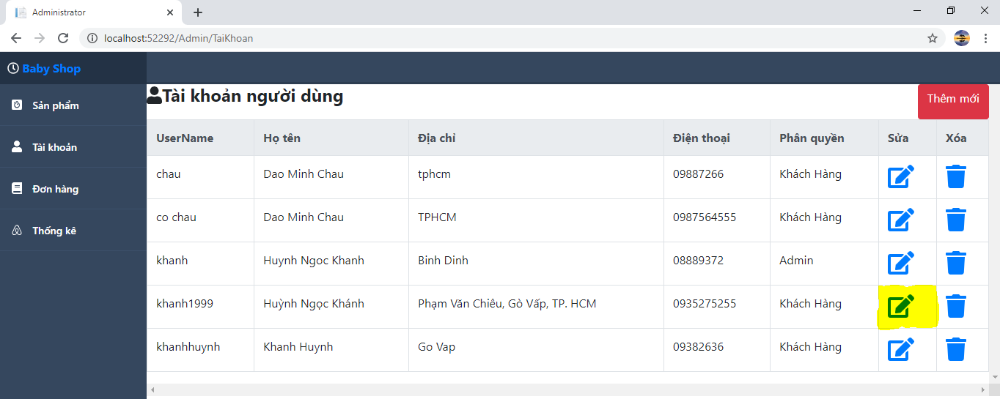 Administrator
localhost:52292/Admin/TaiKhoan
Baby Shop
Sản phẩm
Tài khoản
Đơn hàng
Thống kê
Tài khoản người dùng
Thêm mới
UserName Họ tên Địa chỉ Điện thoại Phân quyền Sửa Xóa
chau Dao Minh Chau tphcm 09887266 Khách Hàng
co chau Dao Minh Chau TPHCM 0987564555 Khách Hàng
khanh Huynh Ngoc Khanh Binh Dinh 08889372 Admin
khanh1999 Huỳnh Ngọc Khánh Phạm Văn Chiêu, Gò Vấp, TP. HCM 0935275255 Khách Hàng
khanhhuynh Khanh Huynh Go Vap 09382636 Khách Hàng